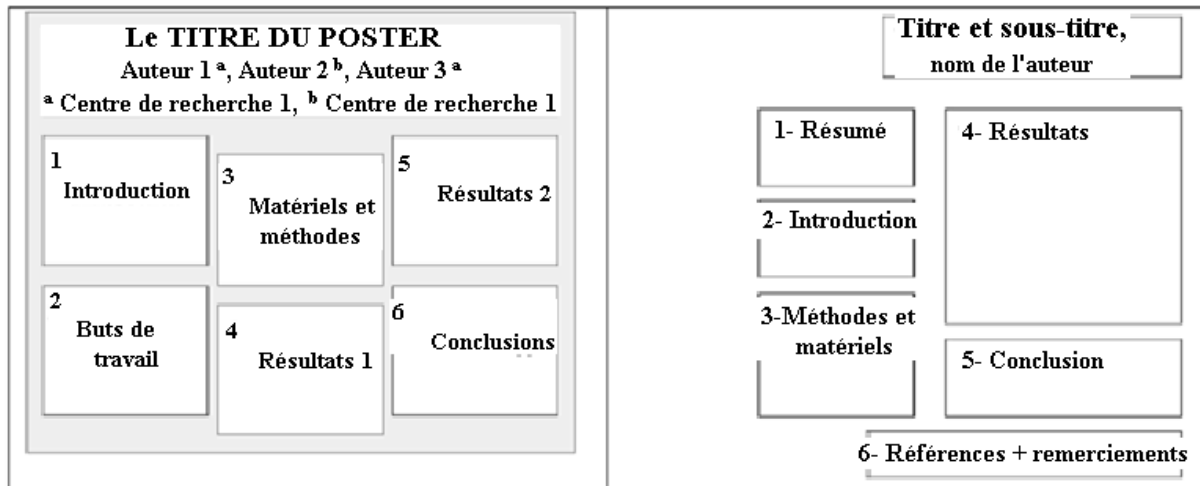 Le TITRE DU POSTER
Auteur 1 ᵃ, Auteur 2 ᵇ, Auteur 3 ᵃ
ᵃ Centre de recherche 1, ᵇ Centre de recherche 1
1
Introduction
2
Buts de
travail
3
Matériels et
méthodes
4
Résultats 1
5
Résultats 2
6
Conclusions
Titre et sous-titre,
nom de l'auteur
1- Résumé
2- Introduction
3-Méthodes et
matériels
4- Résultats
5- Conclusion
6- Références + remerciements